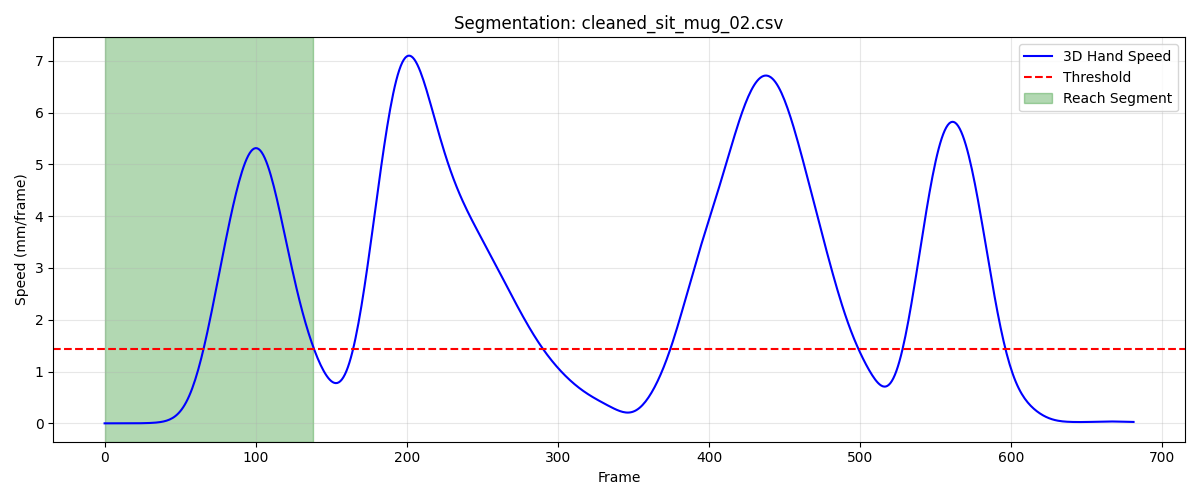 Segmentation: cleaned_sit_mug_02.csv
3D Hand Speed
Threshold
Reach Segment
Speed (mm/frame)
7
6
5
4
3
2
1
0
0 100 200 300 400 500 600 700
Frame